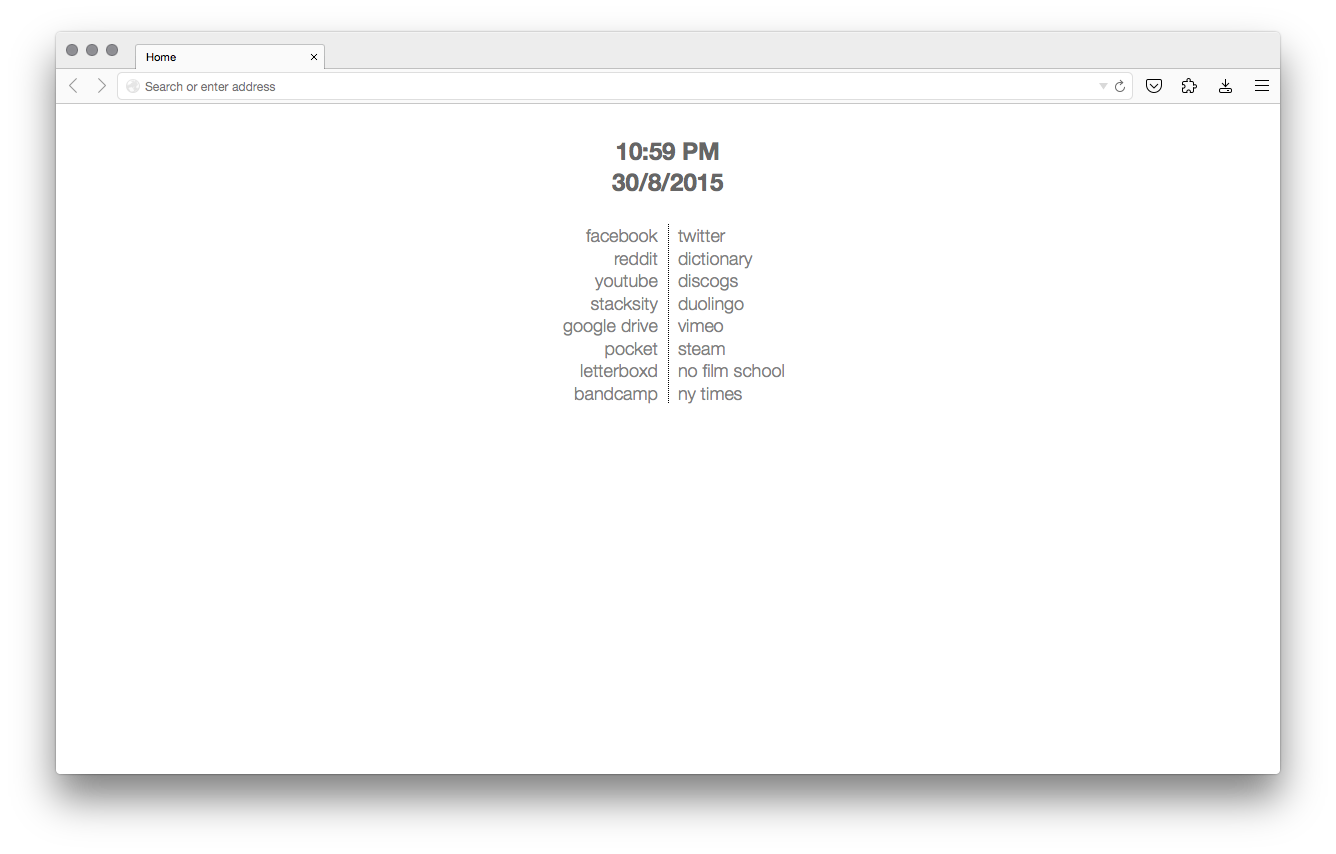 Home
Search or enter address
10:59 PM
30/8/2015
facebook twitter
reddit dictionary
youtube discogs
stacksity duolingo
google drive vimeo
pocket steam
letterboxd no film school
bandcamp ny times